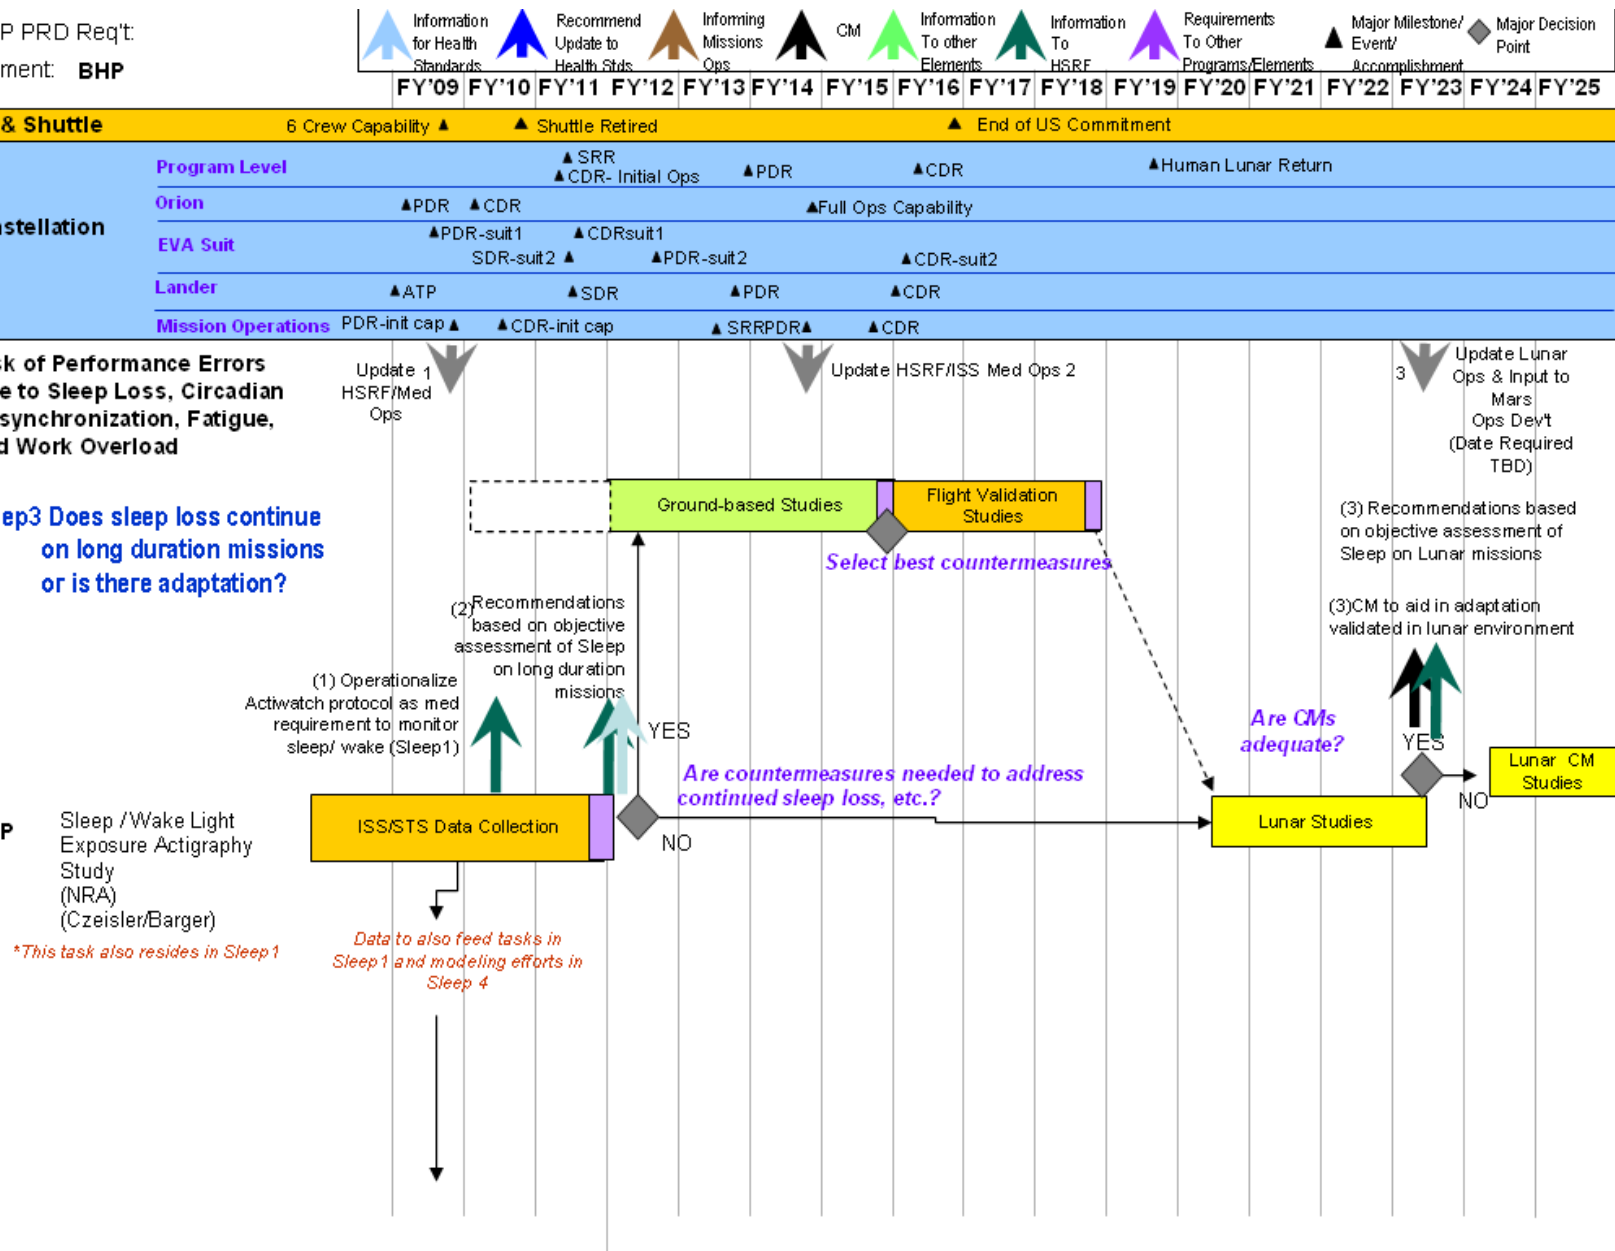 P PRD Req't:
ment: BHP
Information
for Health
Standards
Recommend
Update to
Health Stds
Informing
Missions
Ops
CM
Information
To other
Elements
Information
To
HSRF
Requirements
To Other
Programs/Elements
Major Milestone/
Event/
Accomplishment
Major Decision
Point
FY'09 FY'10 FY'11 FY'12 FY'13 FY'14 FY'15 FY'16 FY'17 FY'18 FY'19 FY'20 FY'21 FY'22 FY'23 FY'24 FY'25
& Shuttle
6 Crew Capability
Shuttle Retired
End of US Commitment
stellation
Program Level
SRR
CDR- Initial Ops
PDR
CDR
Human Lunar Return
Orion
PDR
CDR
Full Ops Capability
EVA Suit
PDR-suit1
CDRsuit1
SDR-suit2
PDR-suit2
CDR-suit2
Lander
ATP
SDR
PDR
CDR
Mission Operations
PDR-init cap
CDR-init cap
SRRPDR
CDR
sk of Performance Errors
e to Sleep Loss, Circadian
synchronization, Fatigue,
d Work Overload
Update 1
HSRF/Med
Ops
Update HSRF/ISS Med Ops 2
3
Update Lunar
Ops & Input to
Mars
Ops Dev't
(Date Required
TBD)
ep3 Does sleep loss continue
on long duration missions
or is there adaptation?
Ground-based Studies
Flight Validation
Studies
Select best countermeasures
(3) Recommendations based
on objective assessment of
Sleep on Lunar missions
(3)CM to aid in adaptation
validated in lunar environment
(2)Recommendations
based on objective
assessment of Sleep
on long duration
missions
(1) Operationalize
Actiwatch protocol as med
requirement to monitor
sleep/ wake (Sleep1)
YES
Are countermeasures needed to address
continued sleep loss, etc.?
NO
Are CMs
adequate?
YES
NO
Lunar CM
Studies
Lunar Studies
ISS/STS Data Collection
P
Sleep / Wake Light
Exposure Actigraphy
Study
(NRA)
(Czeisler/Barger)
*This task also resides in Sleep1
Data to also feed tasks in
Sleep1 and modeling efforts in
Sleep 4